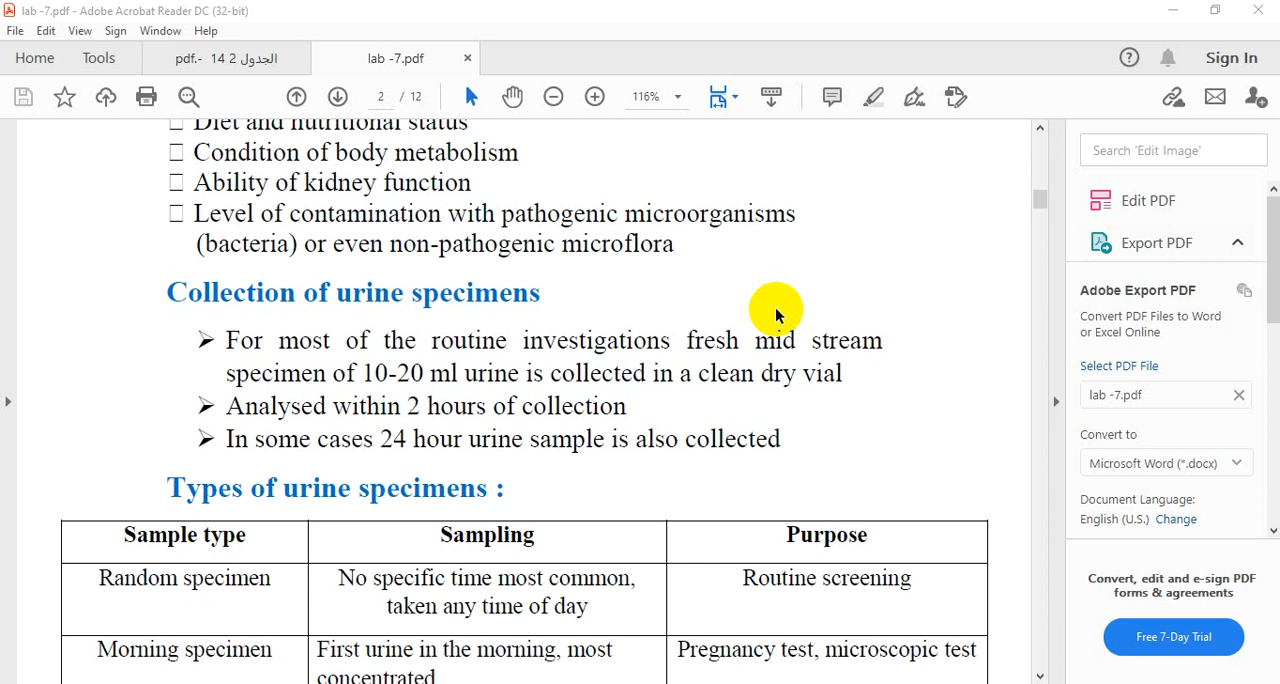 lab -7.pdf - Adobe Acrobat Reader DC (32-bit)
File Edit View Sign Window Help
Home Tools الجدول 2 14 -.pdf lab -7.pdf Sign In
2 / 12 116%
Diet and nutritional status
Condition of body metabolism
Ability of kidney function
Level of contamination with pathogenic microorganisms
(bacteria) or even non-pathogenic microflora
Collection of urine specimens
For most of the routine investigations fresh mid stream
specimen of 10-20 ml urine is collected in a clean dry vial
Analysed within 2 hours of collection
In some cases 24 hour urine sample is also collected
Types of urine specimens :
Sample type Sampling Purpose
Random specimen No specific time most common, Routine screening
taken any time of day
Morning specimen First urine in the morning, most Pregnancy test, microscopic test
concentrated
Search 'Edit Image'
Edit PDF
Export PDF
Adobe Export PDF
Convert PDF Files to Word
or Excel Online
Select PDF File
lab -7.pdf
Convert to
Microsoft Word (*.docx)
Document Language:
English (U.S.) Change
Convert, edit and e-sign PDF
forms & agreements
Free 7-Day Trial